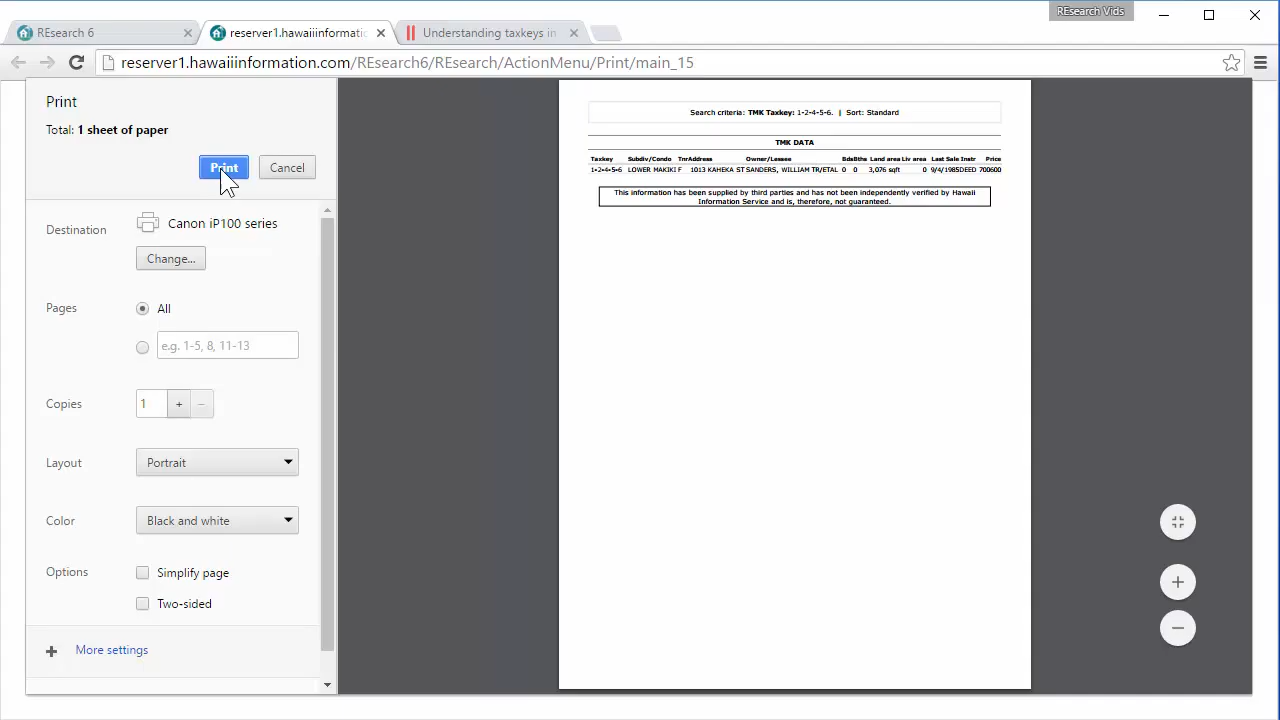 REsearch Vids
REsearch 6
reserver1.hawaiiinformatic
Understanding taxkeys in
reserver1.hawaiiinformation.com/REsearch6/REsearch/ActionMenu/Print/main_15
Print
Total: 1 sheet of paper
Print
Cancel
Destination
Canon iP100 series
Change...
Pages
All
e.g. 1-5, 8, 11-13
Copies
1
+
−
Layout
Portrait
Color
Black and white
Options
Simplify page
Two-sided
More settings
Search criteria: TMK Taxkey: 1-2-4-5-6. | Sort: Standard
TMK DATA
Taxkey Subdiv/Condo TnrAddress Owner/Lessee BdsBths Land area Liv area Last Sale Instr Price
1-2-4-5-6 LOWER MAKIKI F 1013 KAHEKA ST SANDERS, WILLIAM TR/ETAL 0 0 3,076 sqft 0 9/4/1985DEED 700600
This information has been supplied by third parties and has not been independently verified by Hawaii
Information Service and is, therefore, not guaranteed.